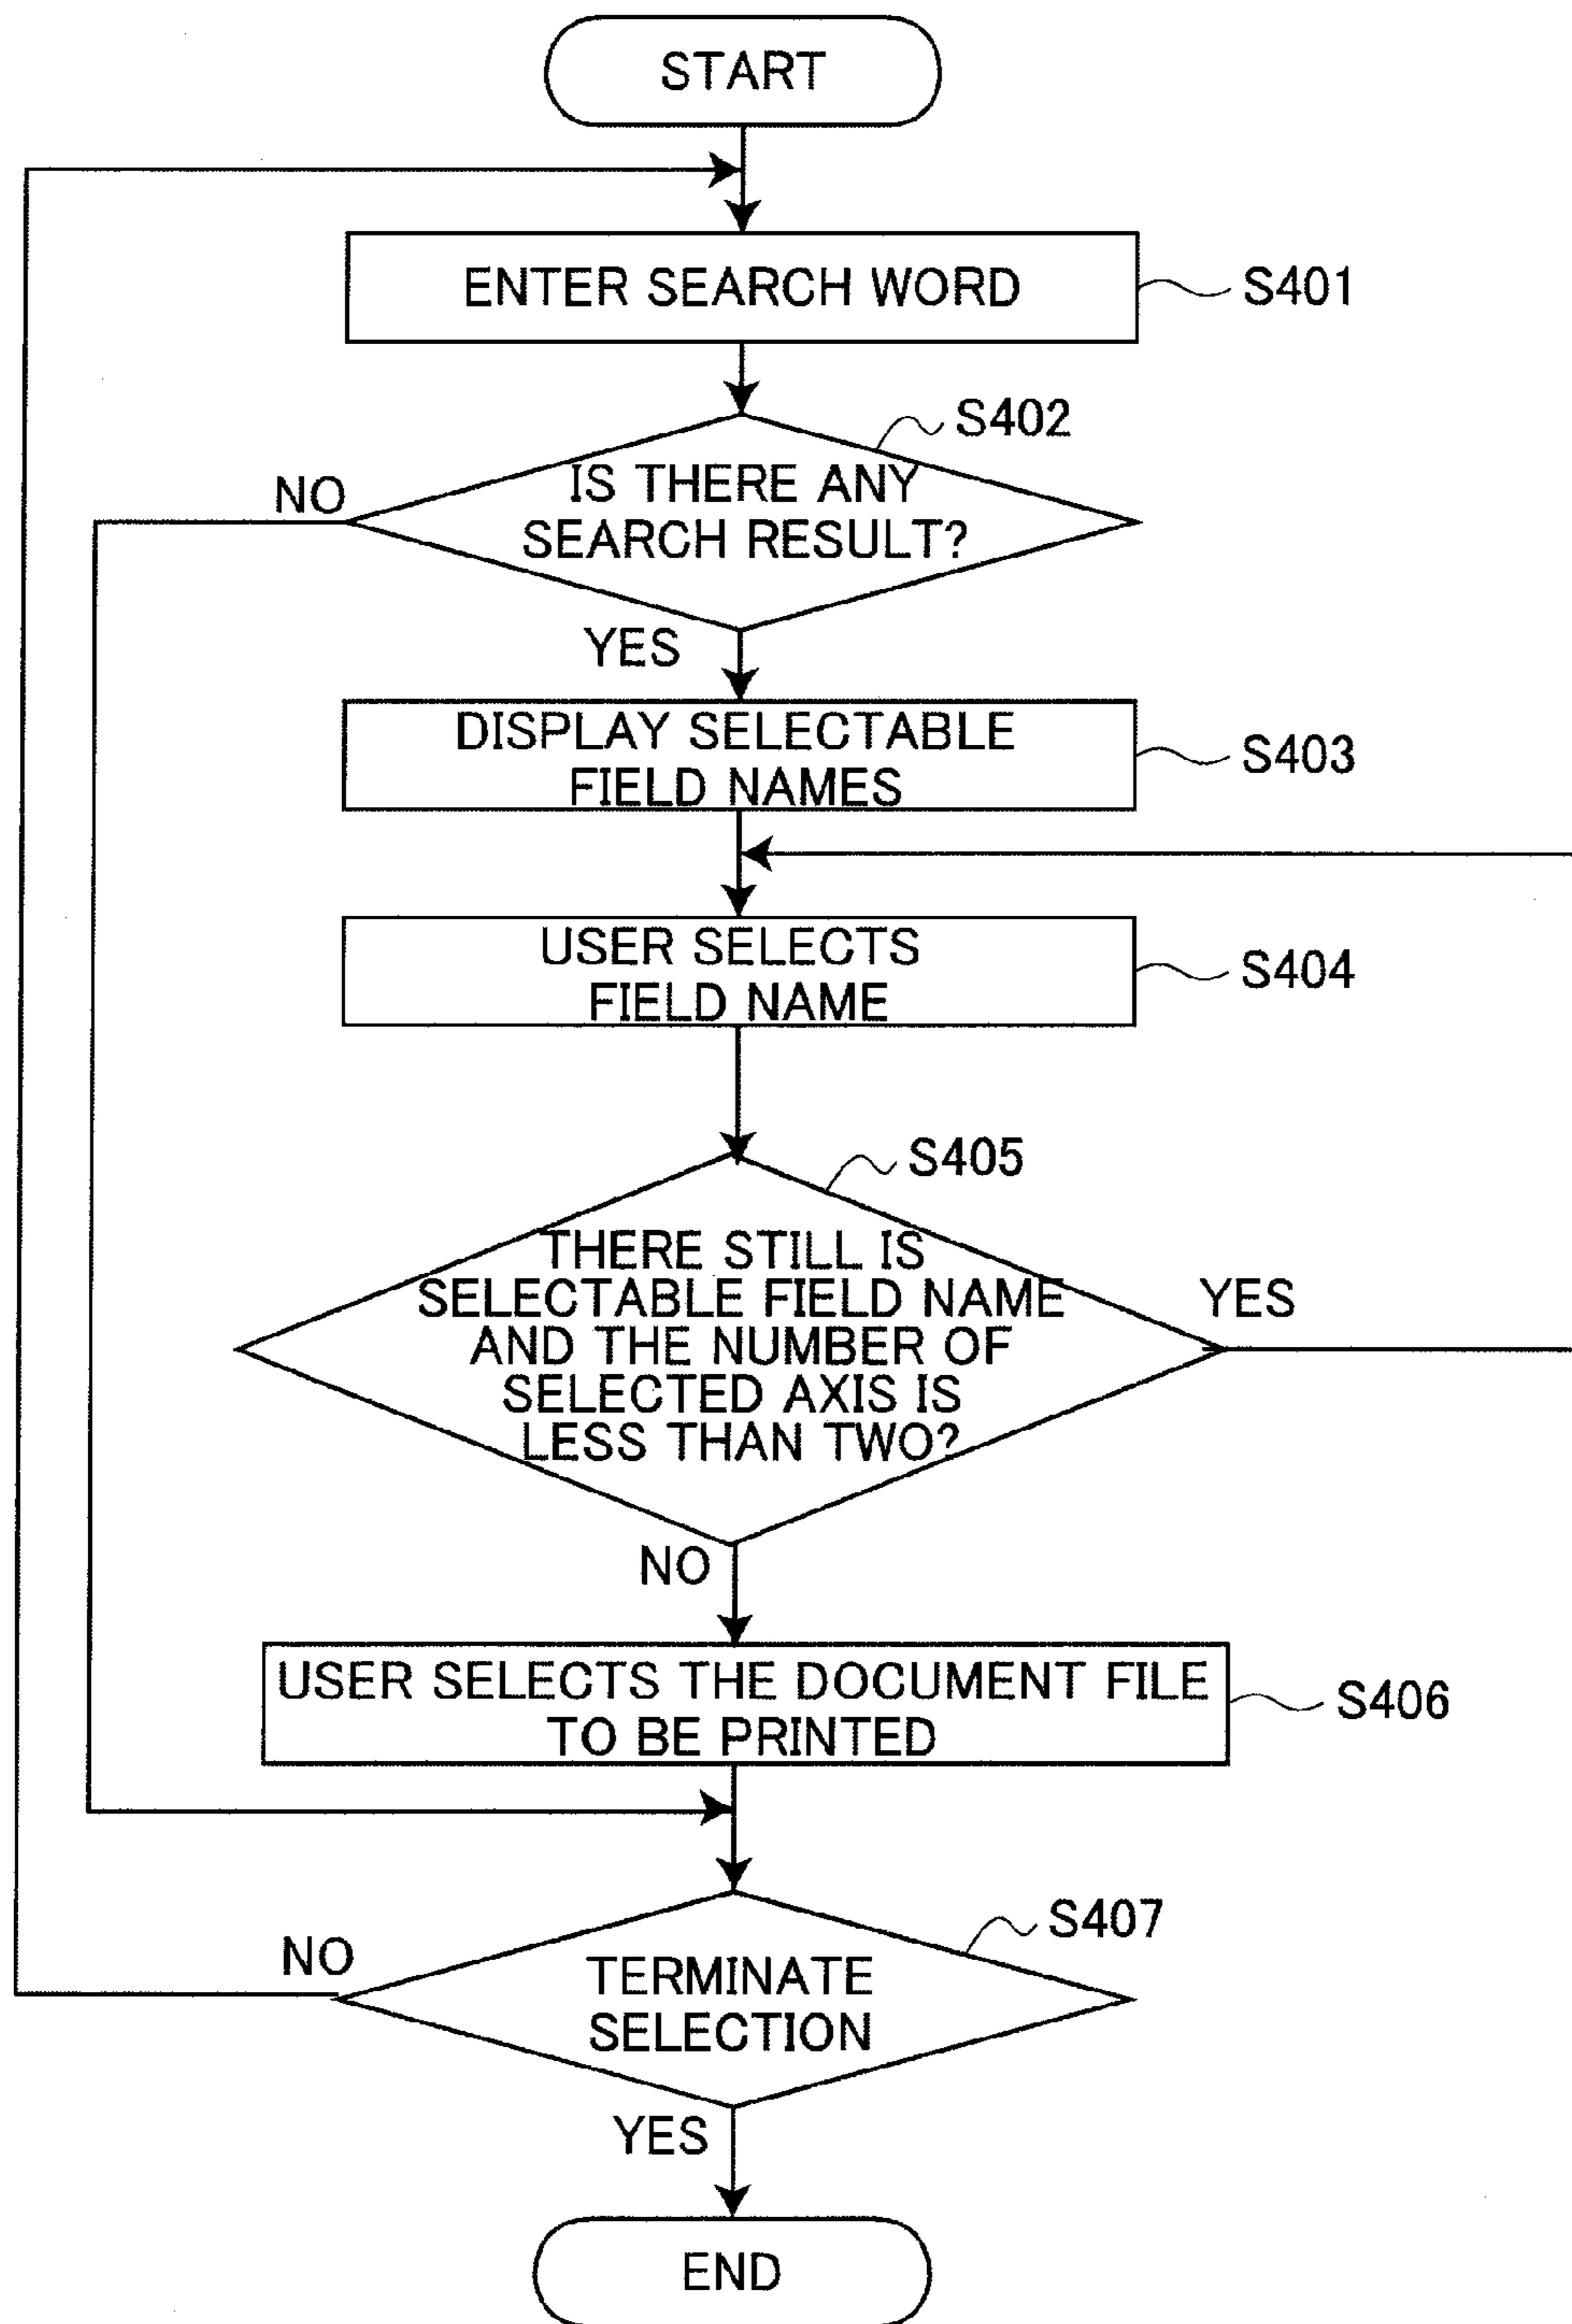 START
ENTER SEARCH WORD
S401
S402
IS THERE ANY
SEARCH RESULT?
NO
YES
DISPLAY SELECTABLE
FIELD NAMES
S403
USER SELECTS
FIELD NAME
S404
S405
THERE STILL IS
SELECTABLE FIELD NAME
AND THE NUMBER OF
SELECTED AXIS IS
LESS THAN TWO?
YES
NO
USER SELECTS THE DOCUMENT FILE
TO BE PRINTED
S406
S407
NO
TERMINATE
SELECTION
YES
END